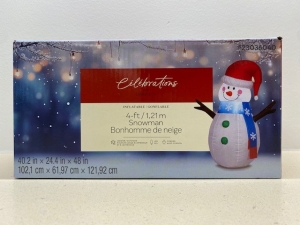 #23036040
Celebrations
4-ft / 1,21 m
Snowman
Bonhomme de neige
40.2 in × 24.4 in × 48 in
102,1 cm × 61,97 cm × 121,92 cm